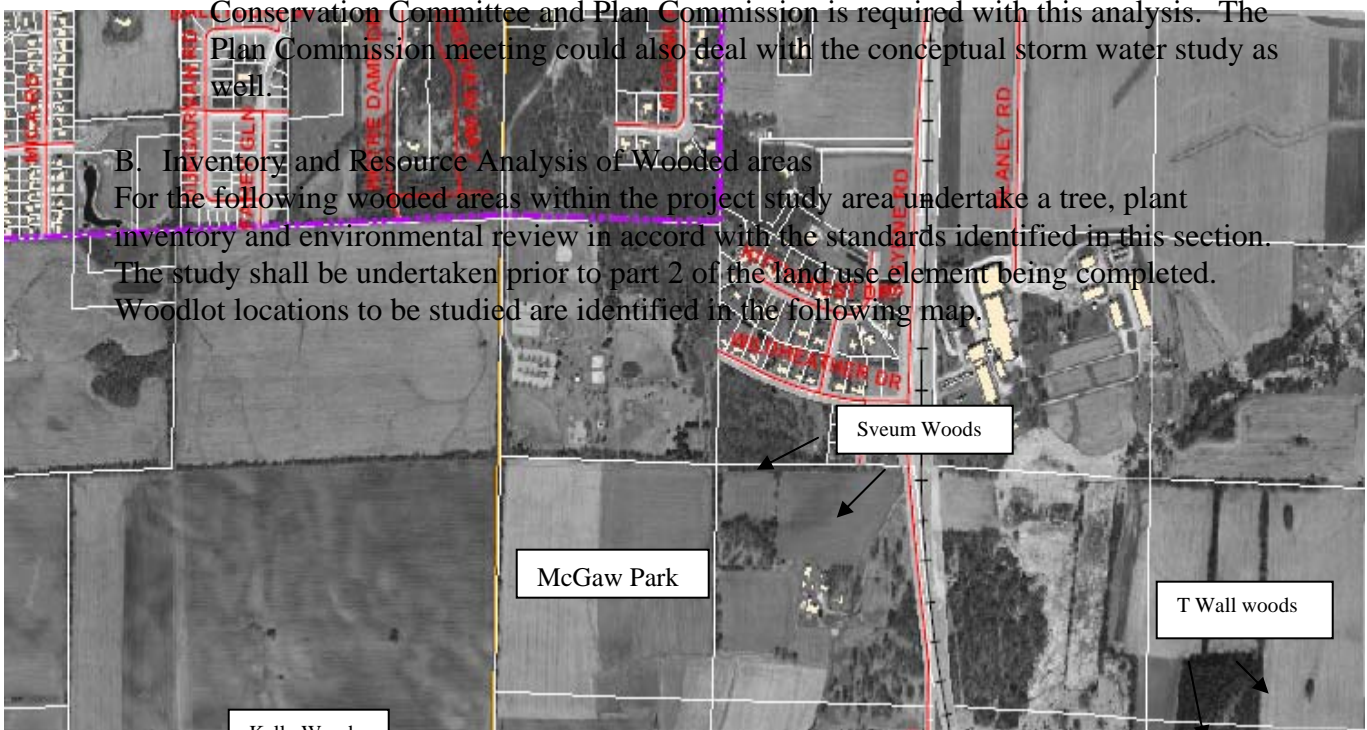 Conservation Committee and Plan Commission is required with this analysis. The
Plan Commission meeting could also deal with the conceptual storm water study as
well.
B. Inventory and Resource Analysis of Wooded areas
For the following wooded areas within the project study area undertake a tree, plant
inventory and environmental review in accord with the standards identified in this section.
The study shall be undertaken prior to part 2 of the land use element being completed.
Woodlot locations to be studied are identified in the following map.
WILDHEATHER DR
Sveum Woods
McGaw Park
T Wall woods